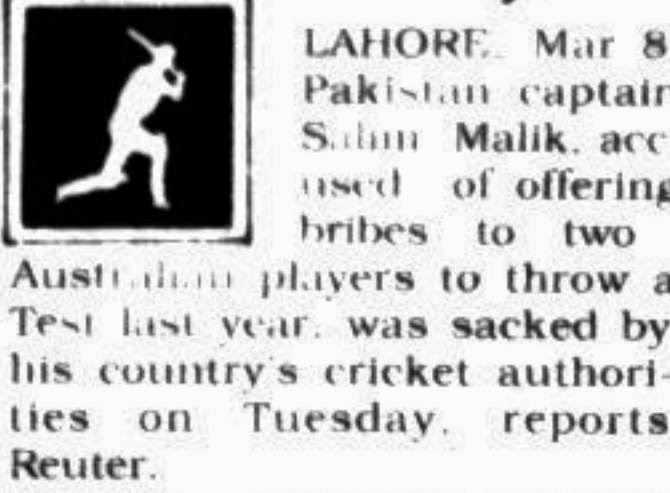 LAHORE, Mar 8
Pakistan captain
Salim Malik, acc
used of offering
bribes to two
Australian players to throw a
Test last year, was sacked by
his country's cricket authori-
ties on Tuesday, reports
Reuter.